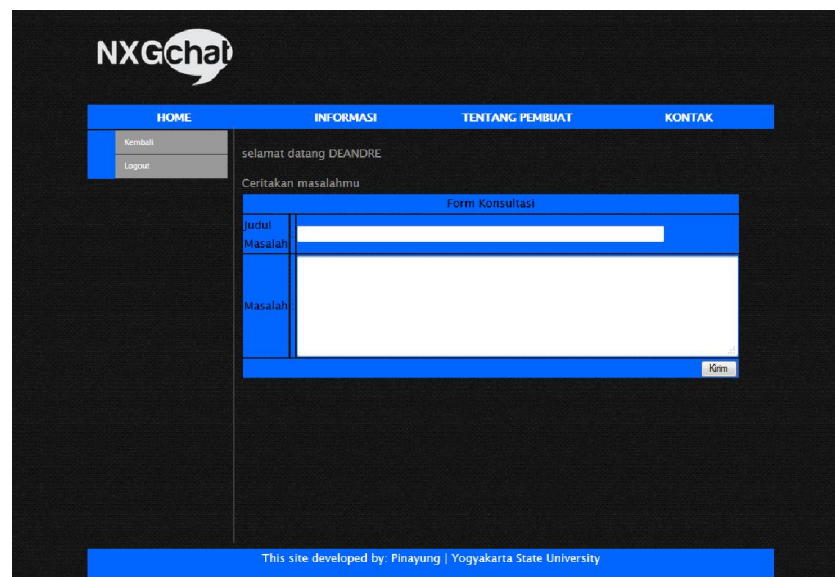 NXGchat
HOME INFORMASI TENTANG PEMBUAT KONTAK
Kembali
Logout
selamat datang DEANDRE
Ceritakan masalahmu
Form Konsultasi
Judul
Masalah
Masalah
Kirim
This site developed by: Pinayung | Yogyakarta State University